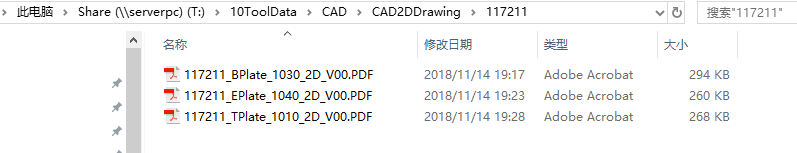 此电脑 > Share (\\serverpc) (T:) > 10ToolData > CAD > CAD2DDrawing > 117211 搜索"117211"
名称 修改日期 类型 大小
117211_BPlate_1030_2D_V00.PDF 2018/11/14 19:17 Adobe Acrobat 294 KB
117211_EPlate_1040_2D_V00.PDF 2018/11/14 19:23 Adobe Acrobat 260 KB
117211_TPlate_1010_2D_V00.PDF 2018/11/14 19:28 Adobe Acrobat 268 KB